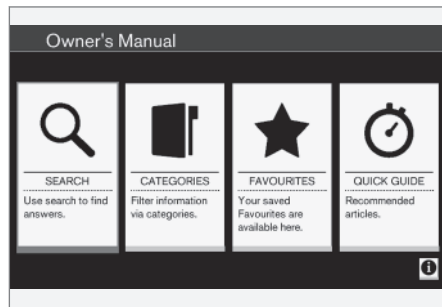 Owner's Manual
SEARCH
Use search to find
answers.
CATEGORIES
Filter information
via categories.
FAVOURITES
Your saved
Favourites are
available here.
QUICK GUIDE
Recommended
articles.